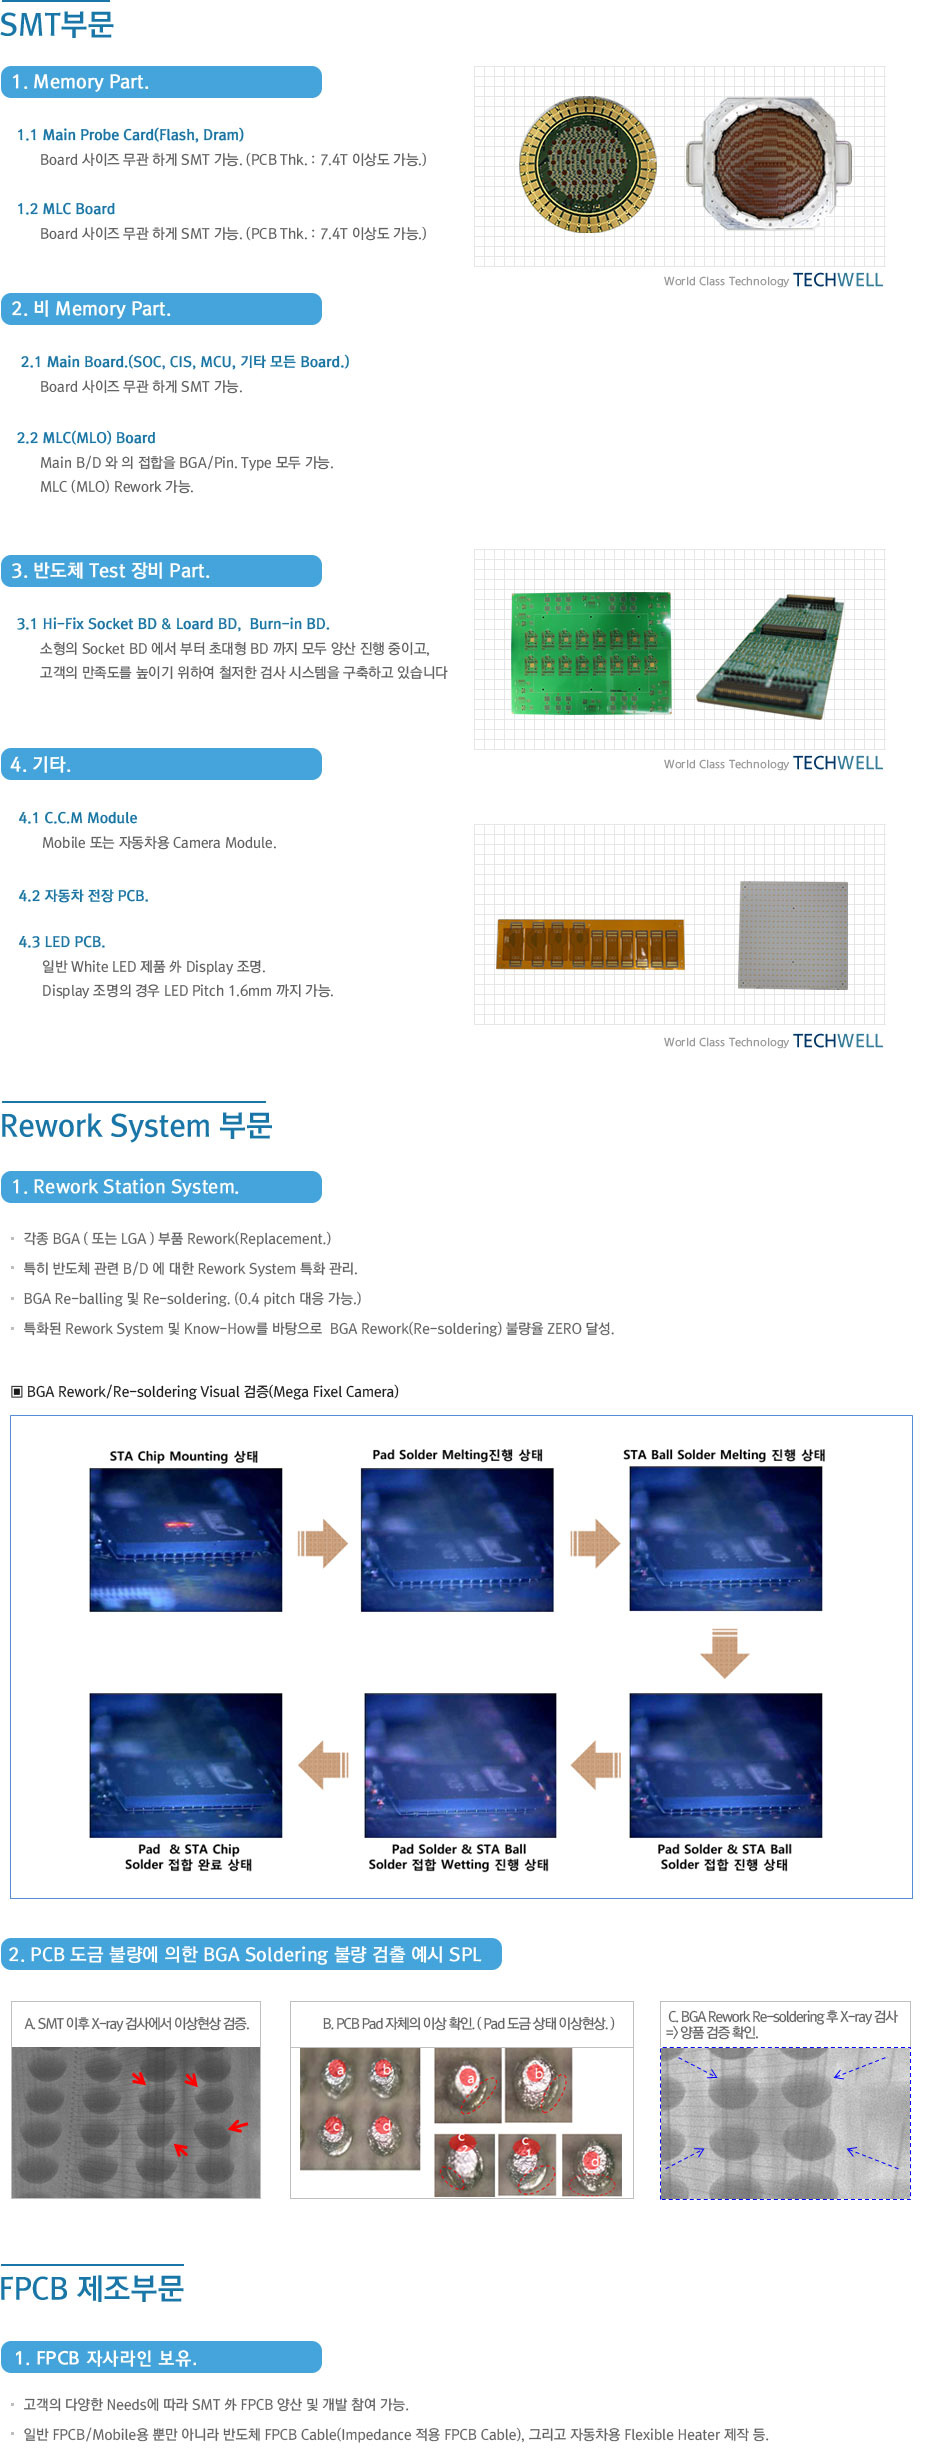 SMT부문
1. Memory Part.
1.1 Main Probe Card(Flash, Dram)
Board 사이즈 무관 하게 SMT 가능. (PCB Thk. : 7.4T 이상도 가능.)
1.2 MLC Board
Board 사이즈 무관 하게 SMT 가능. (PCB Thk. : 7.4T 이상도 가능.)
World Class Technology TECHWELL
2. 비 Memory Part.
2.1 Main Board.(SOC, CIS, MCU, 기타 모든 Board.)
Board 사이즈 무관 하게 SMT 가능.
2.2 MLC(MLO) Board
Main B/D 와 의 접합을 BGA/Pin. Type 모두 가능.
MLC (MLO) Rework 가능.
3. 반도체 Test 장비 Part.
3.1 Hi-Fix Socket BD & Loard BD, Burn-in BD.
소형의 Socket BD 에서 부터 초대형 BD 까지 모두 양산 진행 중이고,
고객의 만족도를 높이기 위하여 철저한 검사 시스템을 구축하고 있습니다
World Class Technology TECHWELL
4. 기타.
4.1 C.C.M Module
Mobile 또는 자동차용 Camera Module.
4.2 자동차 전장 PCB.
4.3 LED PCB.
일반 White LED 제품 外 Display 조명.
Display 조명의 경우 LED Pitch 1.6mm 까지 가능.
World Class Technology TECHWELL
Rework System 부문
1. Rework Station System.
각종 BGA ( 또는 LGA ) 부품 Rework(Replacement.)
특히 반도체 관련 B/D 에 대한 Rework System 특화 관리.
BGA Re-balling 및 Re-soldering. (0.4 pitch 대응 가능.)
특화된 Rework System 및 Know-How를 바탕으로 BGA Rework(Re-soldering) 불량율 ZERO 달성.
▣ BGA Rework/Re-soldering Visual 검증(Mega Fixel Camera)
STA Chip Mounting 상태
Pad Solder Melting진행 상태
STA Ball Solder Melting 진행 상태
Pad & STA Chip
Solder 접합 완료 상태
Pad Solder & STA Ball
Solder 접합 Wetting 진행 상태
Pad Solder & STA Ball
Solder 접합 진행 상태
2. PCB 도금 불량에 의한 BGA Soldering 불량 검출 예시 SPL
A. SMT 이후 X-ray 검사에서 이상현상 검증.
B. PCB Pad 자체의 이상 확인. ( Pad 도금 상태 이상현상. )
a b
c d
a b
c-2 c-1 d
C. BGA Rework Re-soldering 후 X-ray 검사
=> 양품 검증 확인.
FPCB 제조부문
1. FPCB 자사라인 보유.
고객의 다양한 Needs에 따라 SMT 外 FPCB 양산 및 개발 참여 가능.
일반 FPCB/Mobile용 뿐만 아니라 반도체 FPCB Cable(Impedance 적용 FPCB Cable), 그리고 자동차용 Flexible Heater 제작 등.